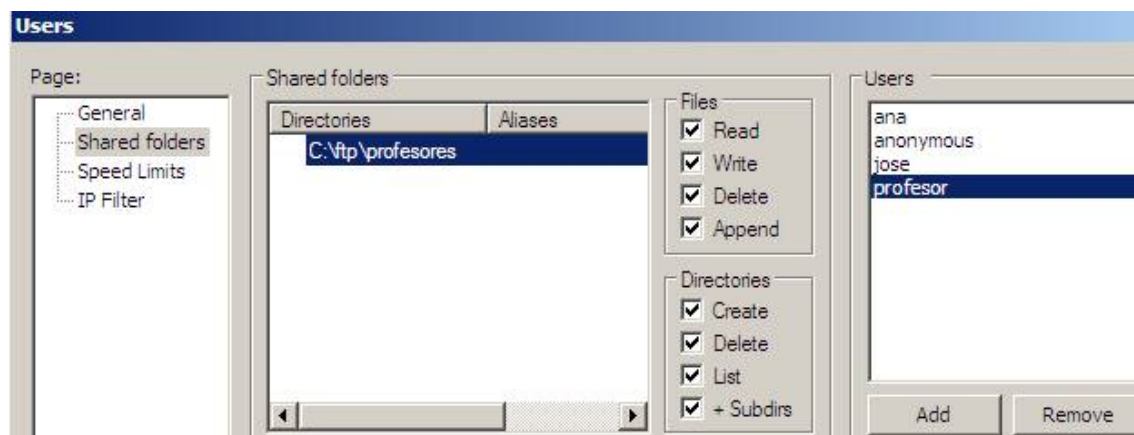 Users
Page:
General
Shared folders
Speed Limits
IP Filter
Shared folders
Directories Aliases
C:\ftp\profesores
Files
Read
Write
Delete
Append
Directories
Create
Delete
List
+ Subdirs
Users
ana
anonymous
jose
profesor
Add Remove